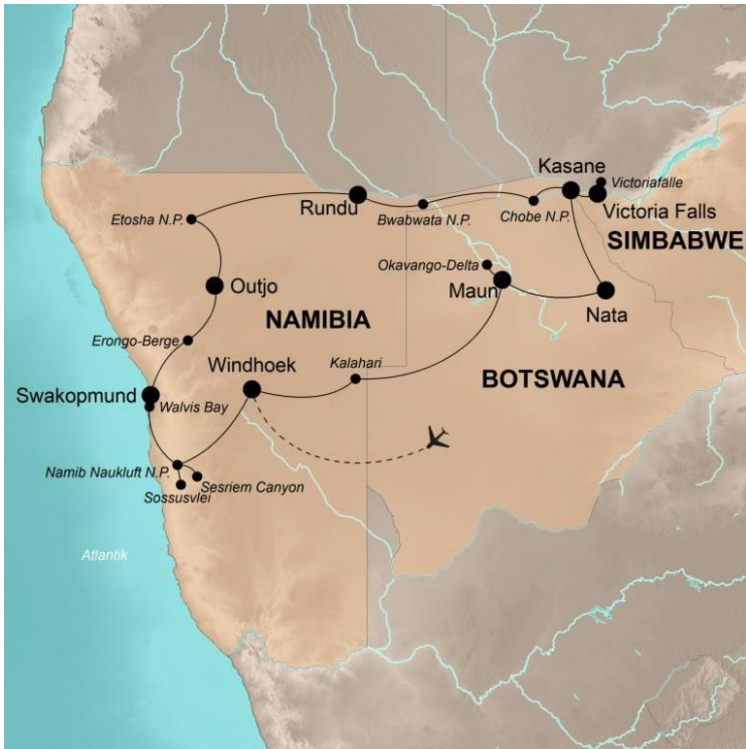 Kasane
Victoriafälle
Rundu
Victoria Falls
Etosha N.P.
Bwabwata N.P.
Chobe N.P.
SIMBABWE
Okavango-Delta
Outjo
Maun
NAMIBIA
Nata
Erongo-Berge
Windhoek
Kalahari
BOTSWANA
Swakopmund
Walvis Bay
Namib Naukluft N.P.
Sesriem Canyon
Sossusvlei
Atlantik